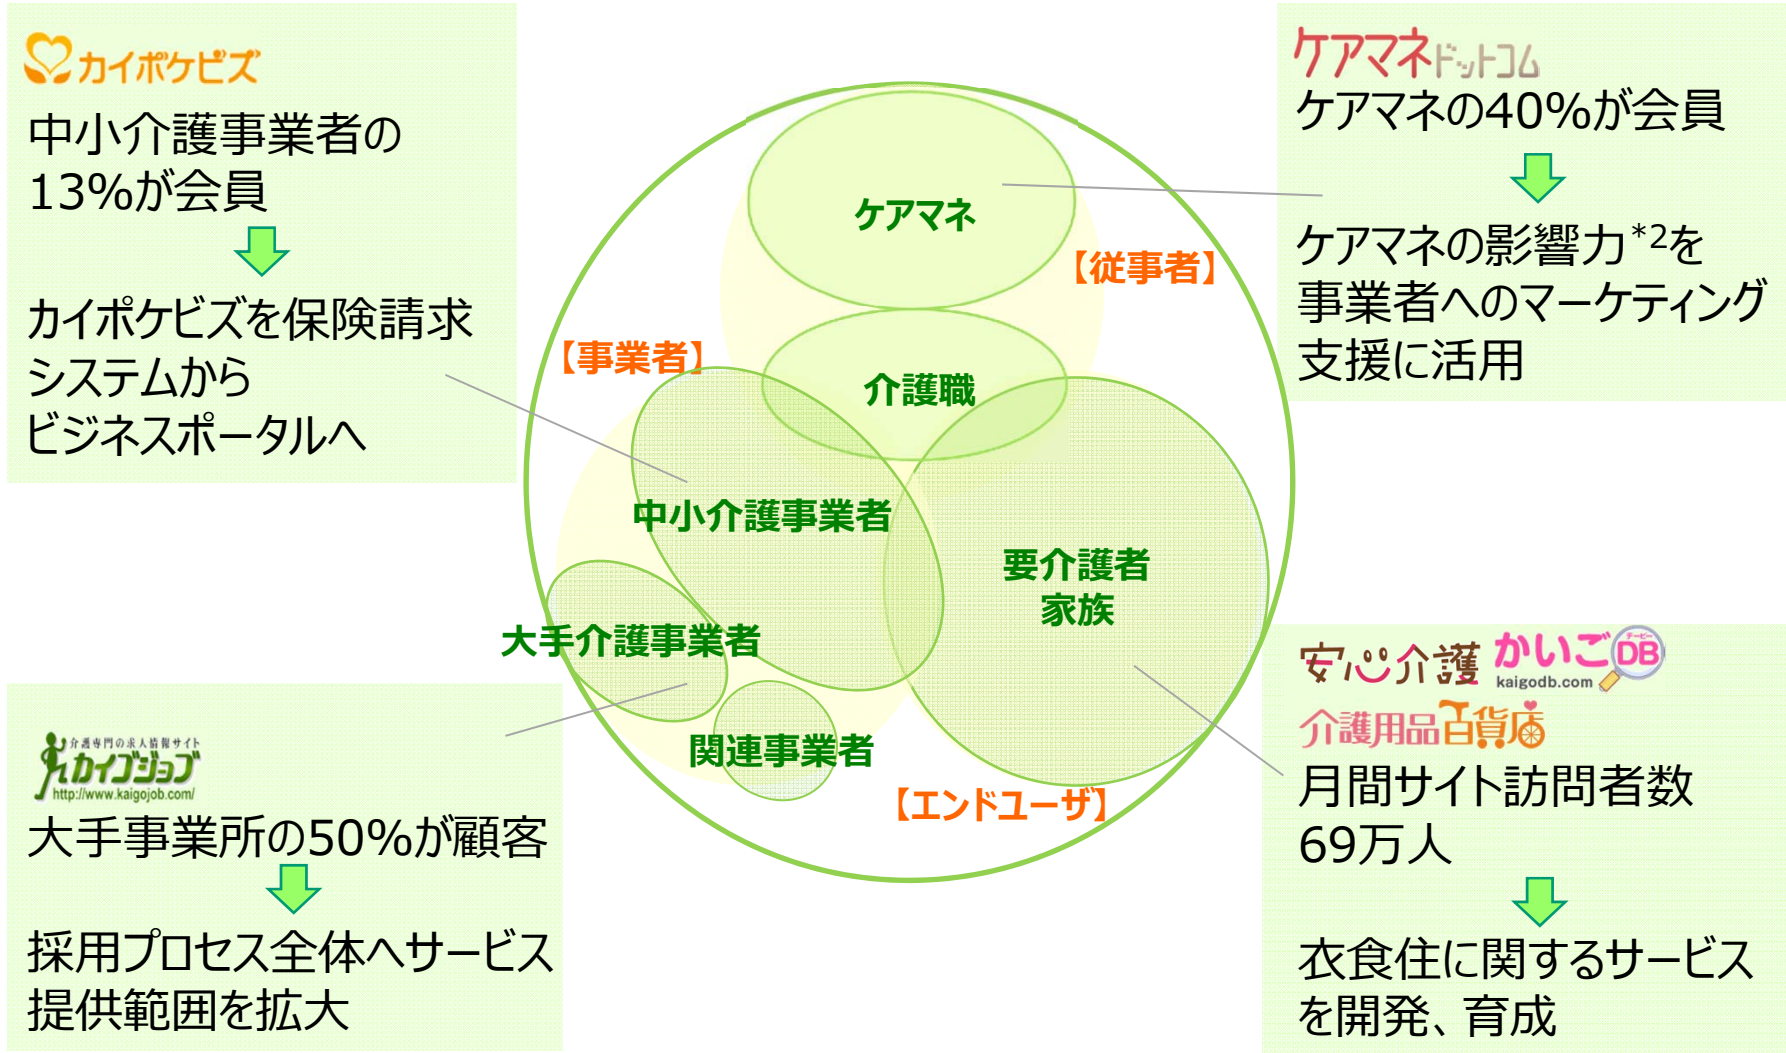 カイポケビズ
中小介護事業者の
13%が会員
カイポケビズを保険請求
システムから
ビジネスポータルへ
ケアマネドットコム
ケアマネの40%が会員
ケアマネの影響力*2を
事業者へのマーケティング
支援に活用
ケアマネ
【従事者】
【事業者】
介護職
中小介護事業者
要介護者
家族
大手介護事業者
関連事業者
【エンドユーザ】
介護専門の求人情報サイト
カイゴジョブ
http://www.kaigojob.com/
大手事業所の50%が顧客
採用プロセス全体へサービス
提供範囲を拡大
安心介護
かいごDB
データベース
kaigodb.com
介護用品百貨店
月間サイト訪問者数
69万人
衣食住に関するサービス
を開発、育成